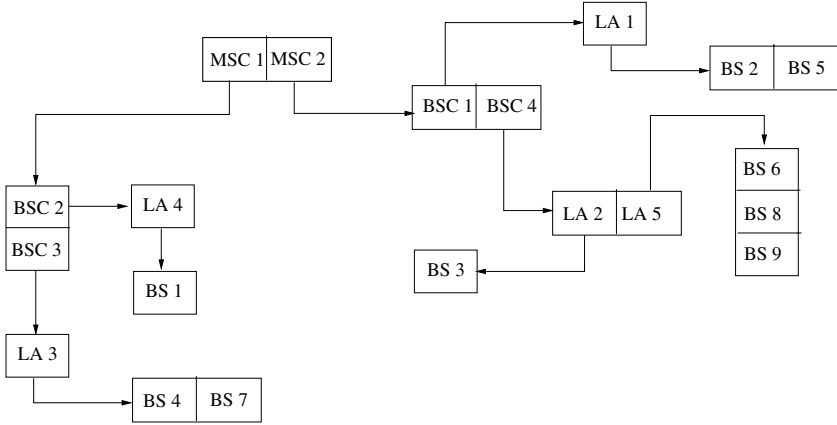 LA 1
MSC 1 MSC 2
BS 2 BS 5
BSC 1 BSC 4
BS 6
BSC 2
LA 4
LA 2 LA 5
BS 8
BSC 3
BS 9
BS 3
BS 1
LA 3
BS 4 BS 7